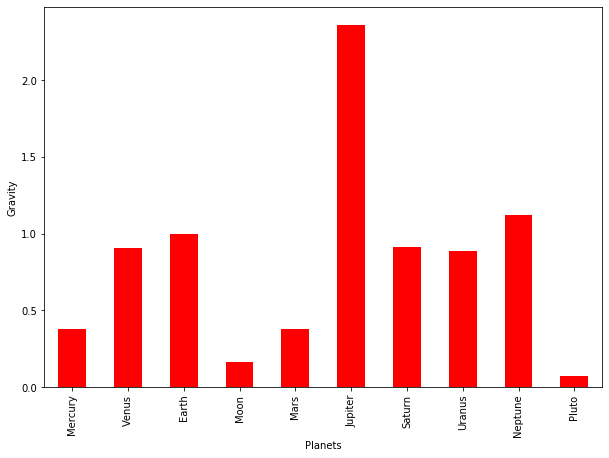 2.0
1.5
1.0
0.5
0.0
Gravity
Mercury
Venus
Earth
Moon
Mars
Jupiter
Saturn
Uranus
Neptune
Pluto
Planets